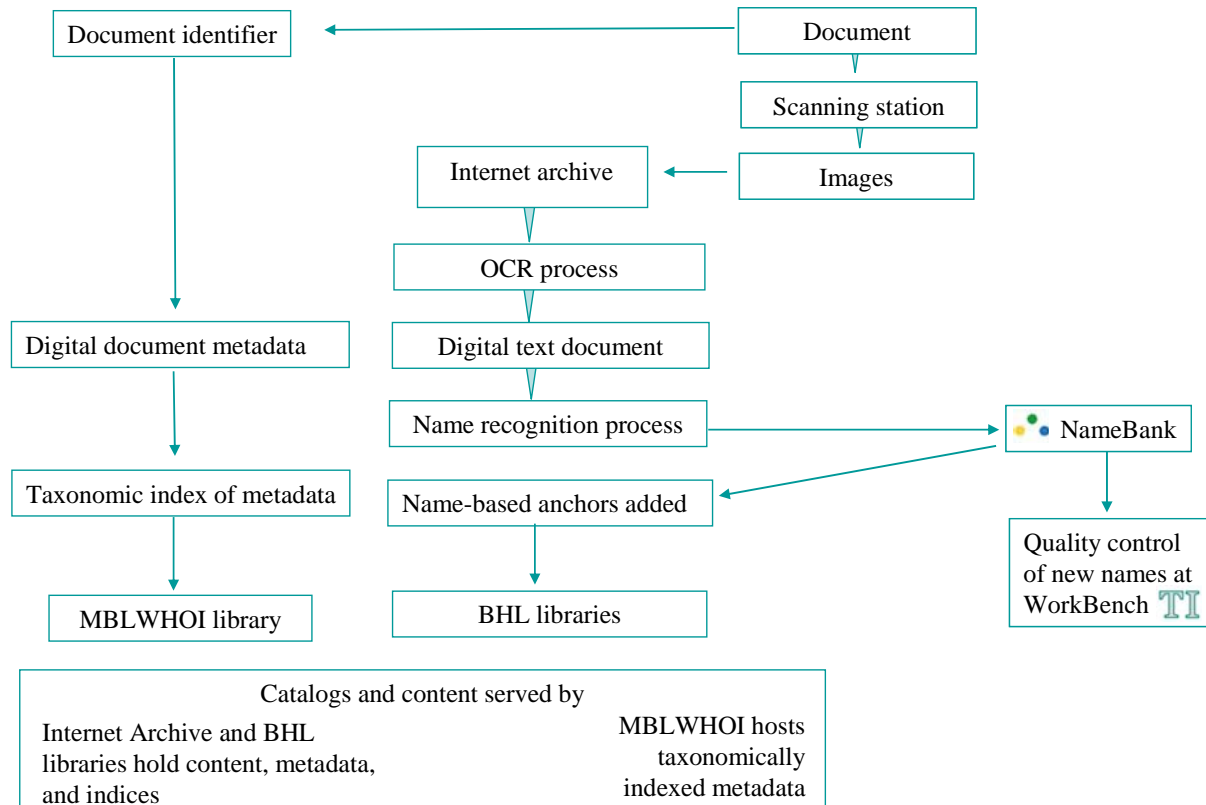 Document identifier
Document
Scanning station
Internet archive
Images
OCR process
Digital document metadata
Digital text document
Name recognition process
NameBank
Taxonomic index of metadata
Name-based anchors added
Quality control
of new names at
WorkBench TI
MBLWHOI library
BHL libraries
Catalogs and content served by
Internet Archive and BHL
libraries hold content, metadata,
and indices
MBLWHOI hosts
taxonomically
indexed metadata